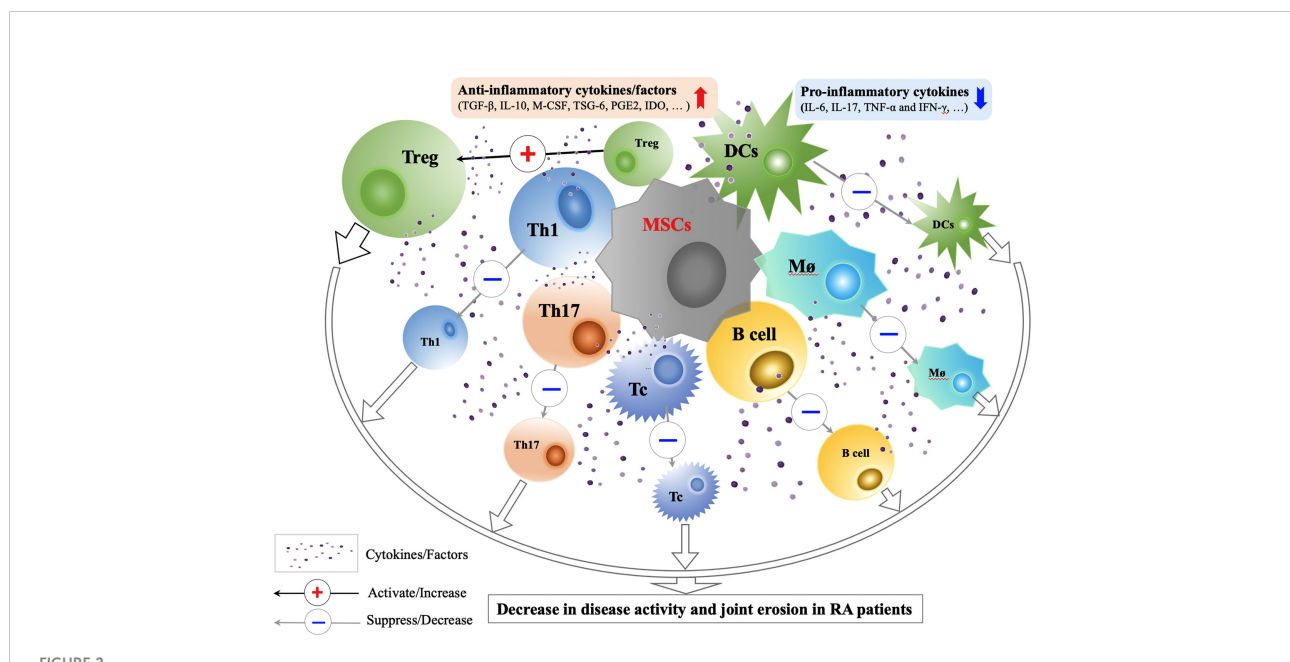 Anti-inflammatory cytokines/factors
(TGF-β, IL-10, M-CSF, TSG-6, PGE2, IDO, … )
Pro-inflammatory cytokines
(IL-6, IL-17, TNF-α and IFN-γ, …)
Treg
+
Treg
DCs
Th1
MSCs
DCs
Mø
Th17
B cell
Th1
Tc
Mø
Th17
B cell
Tc
Cytokines/Factors
+
Activate/Increase
Suppress/Decrease
Decrease in disease activity and joint erosion in RA patients